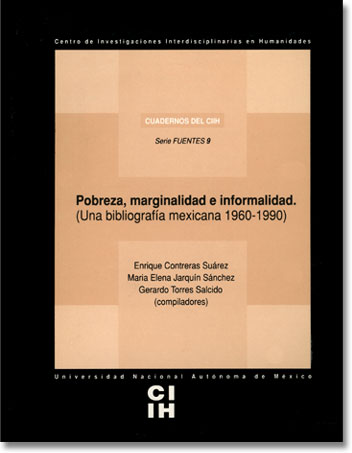 Centro de Investigaciones Interdisciplinarias en Humanidades
CUADERNOS DEL CIIH
Serie FUENTES 9
Pobreza, marginalidad e informalidad.
(Una bibliografía mexicana 1960-1990)
Enrique Contreras Suárez
Maria Elena Jarquín Sánchez
Gerardo Torres Salcido
(compiladores)
Universidad Nacional Autónoma de México
CI
IH